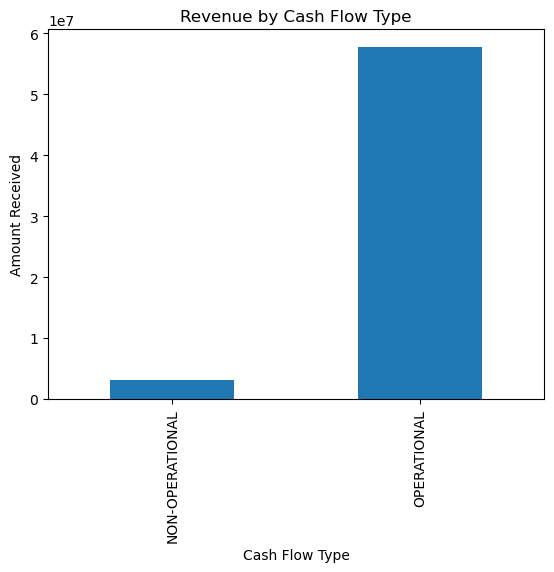 Revenue by Cash Flow Type
1e7
6
5
4
3
2
1
0
Amount Received
NON-OPERATIONAL
OPERATIONAL
Cash Flow Type